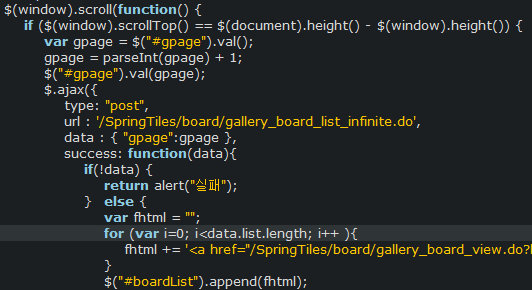 $(window).scroll(function() {
if ($(window).scrollTop() == $(document).height() - $(window).height()) {
var gpage = $("#gpage").val();
gpage = parseInt(gpage) + 1;
$("#gpage").val(gpage);
$.ajax({
type: "post",
url : '/SpringTiles/board/gallery_board_list_infinite.do',
data : { "gpage":gpage },
success: function(data){
if(!data) {
return alert("실패");
} else {
var fhtml = "";
for (var i=0; i<data.list.length; i++ ){
fhtml += '<a href="/SpringTiles/board/gallery_board_view.do?
}
$("#boardList").append(fhtml);